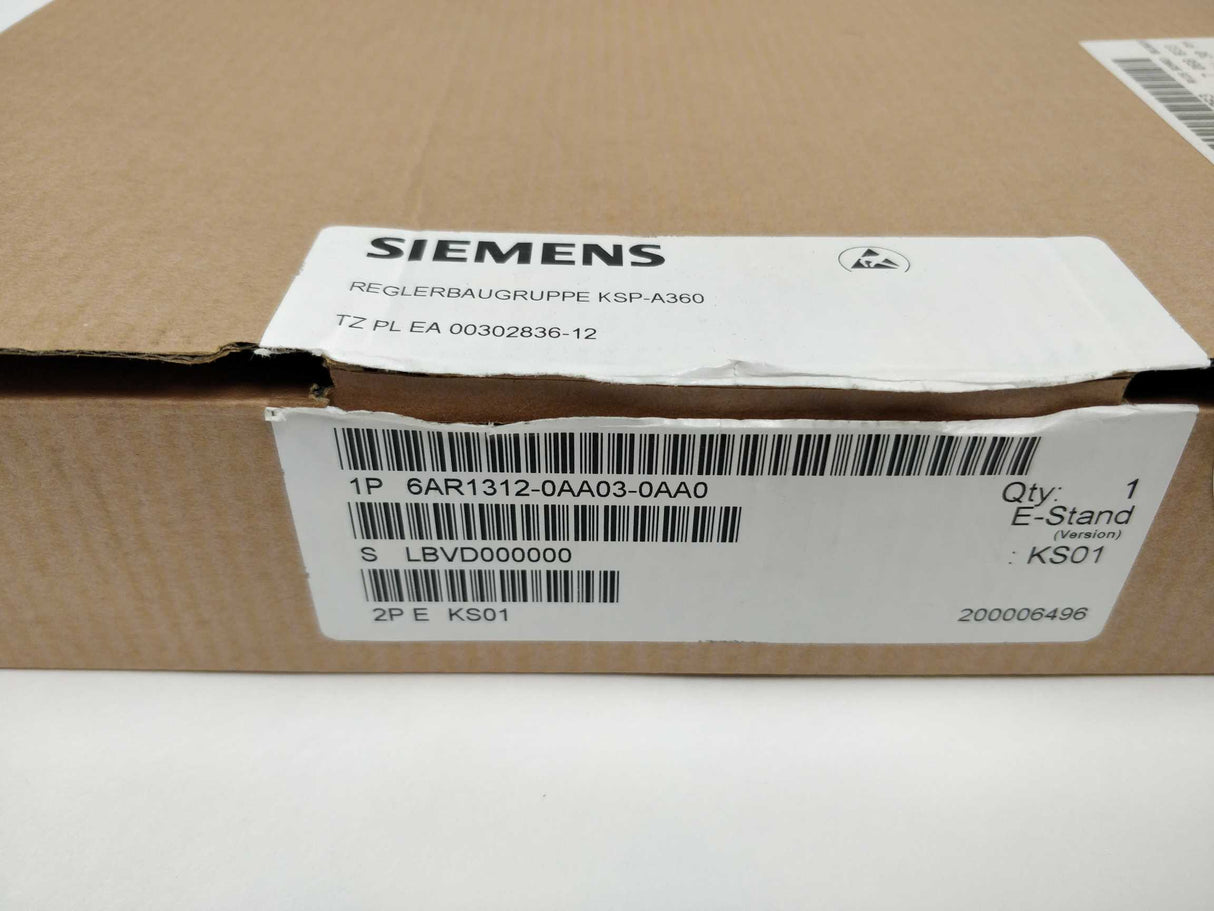 SIEMENS
REGLERBAUGRUPPE KSP-A360
TZ PL EA 00302836-12
1P 6AR1312-0AA03-0AA0
Qty: 1
E-Stand
(Version)
S LBVD000000
: KS01
2P E KS01
200006496